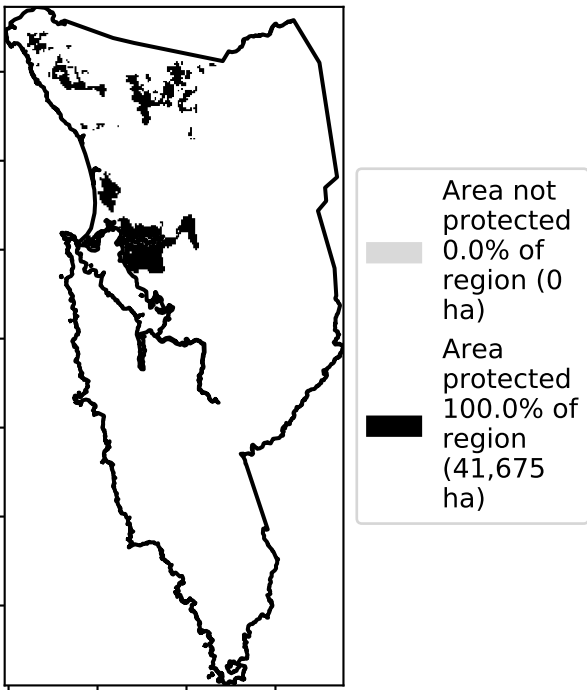 Area not
protected
0.0% of
region (0
ha)
Area
protected
100.0% of
region
(41,675
ha)